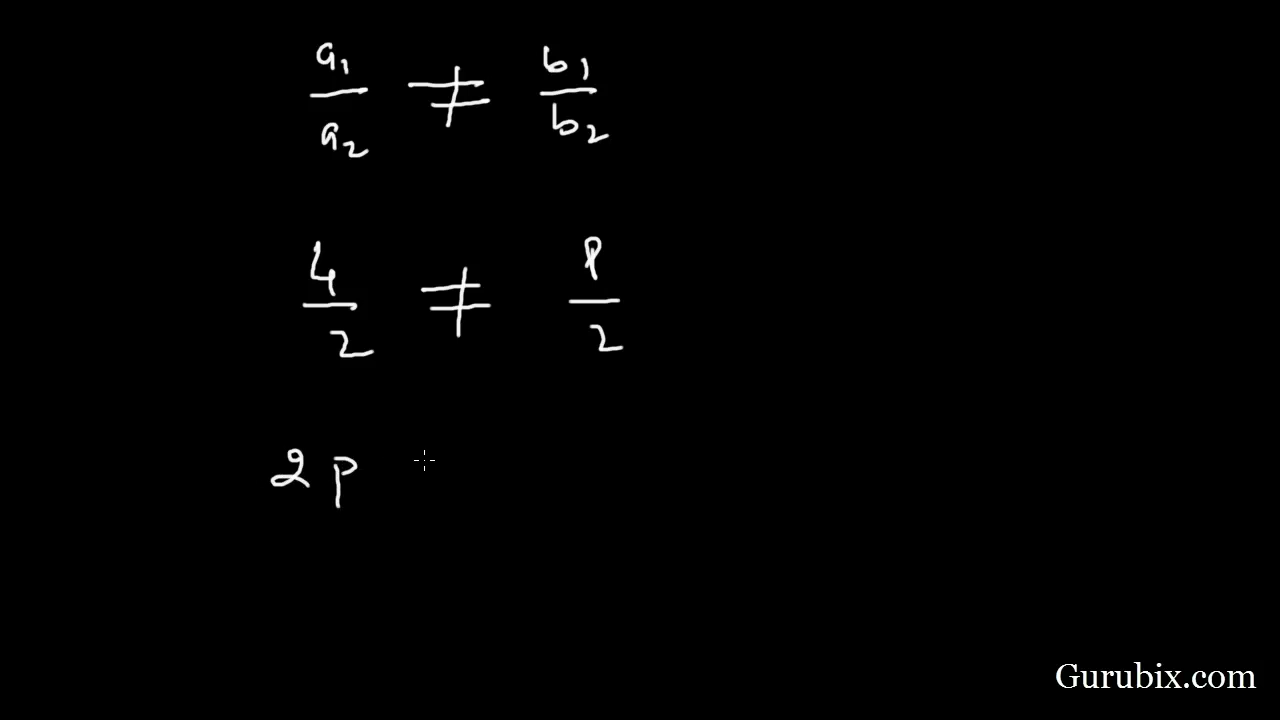 a₁/a₂ ≠ b₁/b₂
4/2 ≠ p/2
2p
Gurubix.com